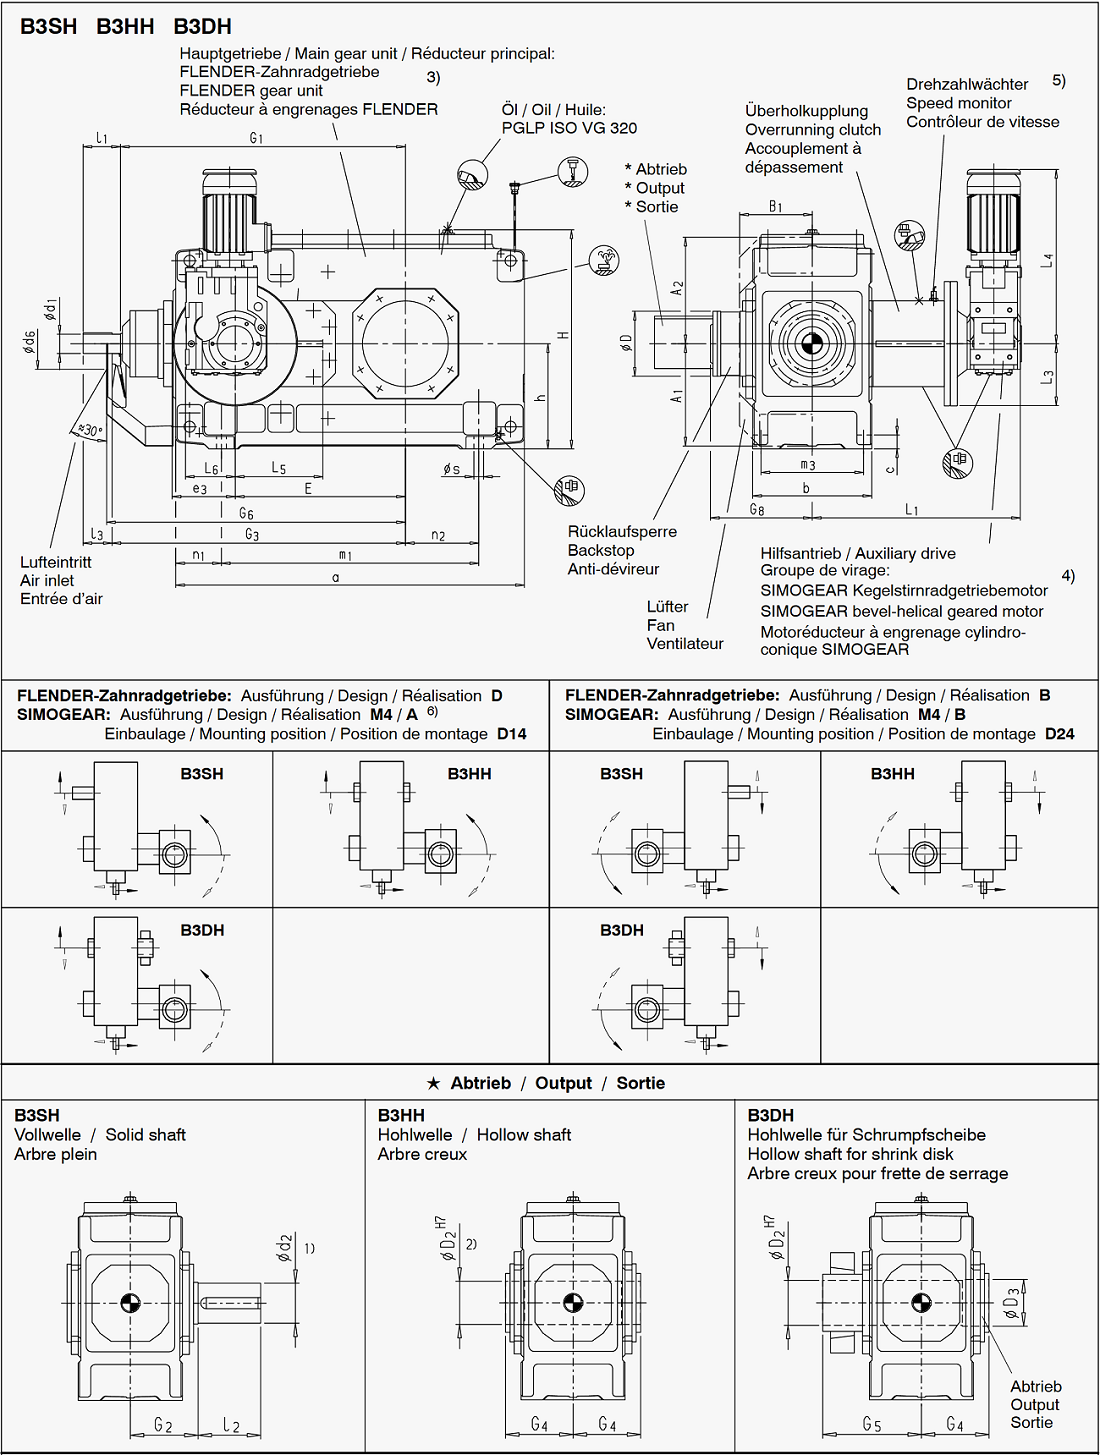 B3SH B3HH B3DH
Hauptgetriebe / Main gear unit / Réducteur principal:
FLENDER-Zahnradgetriebe
3)
FLENDER gear unit
Réducteur à engrenages FLENDER
Öl / Oil / Huile:
PGLP ISO VG 320
* Abtrieb
* Output
* Sortie
Überholkupplung
Overrunning clutch
Accouplement à
dépassement
Drehzahlwächter 5)
Speed monitor
Contrôleur de vitesse
l1
G1
B1
A2
L4
ød1
ød6
H
h
øD
A1
L3
≈30°
L6
L5
øs
e3
E
G6
l3
G3
n2
n1
m1
a
m3
c
b
G8
L1
Lufteintritt
Air inlet
Entrée d'air
Rücklaufsperre
Backstop
Anti-dévireur
Lüfter
Fan
Ventilateur
Hilfsantrieb / Auxiliary drive
Groupe de virage:
4)
SIMOGEAR Kegelstirnradgetriebemotor
SIMOGEAR bevel-helical geared motor
Motoréducteur à engrenage cylindro-
conique SIMOGEAR
FLENDER-Zahnradgetriebe: Ausführung / Design / Réalisation D
SIMOGEAR: Ausführung / Design / Réalisation M4 / A 6)
Einbaulage / Mounting position / Position de montage D14
FLENDER-Zahnradgetriebe: Ausführung / Design / Réalisation B
SIMOGEAR: Ausführung / Design / Réalisation M4 / B
Einbaulage / Mounting position / Position de montage D24
B3SH
B3HH
B3SH
B3HH
B3DH
B3DH
★ Abtrieb / Output / Sortie
B3SH
Vollwelle / Solid shaft
Arbre plein
B3HH
Hohlwelle / Hollow shaft
Arbre creux
B3DH
Hohlwelle für Schrumpfscheibe
Hollow shaft for shrink disk
Arbre creux pour frette de serrage
ød2 1)
G2
l2
øD2 H7 2)
G4
G4
øD2 H7
øD3
G5
G4
Abtrieb
Output
Sortie